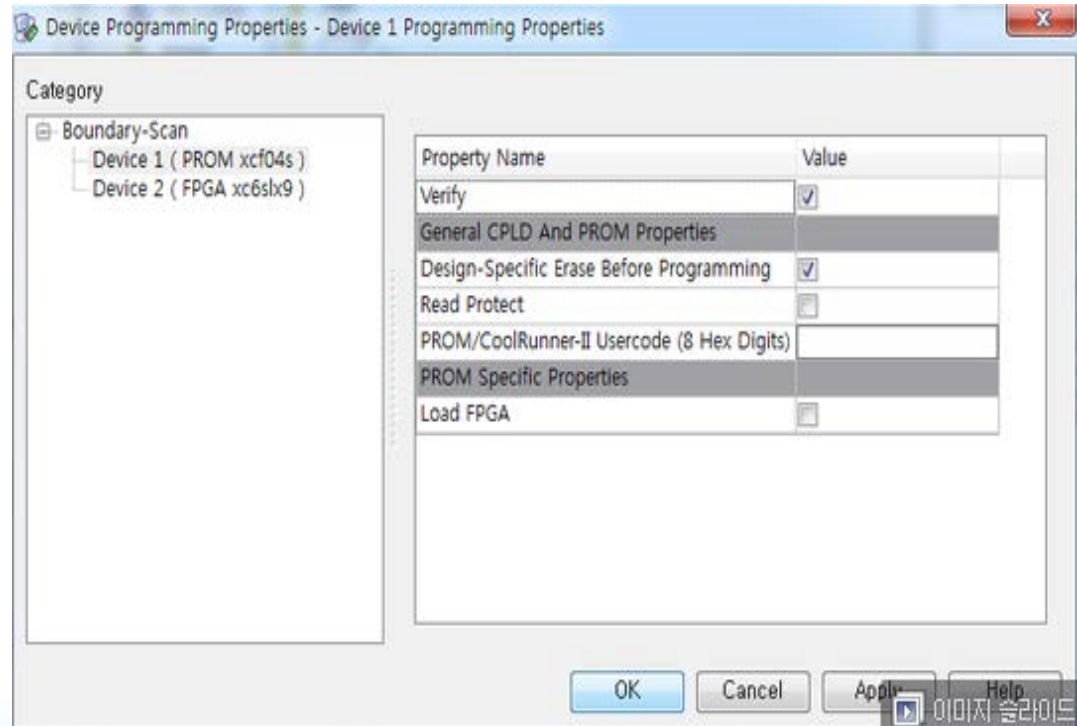 Device Programming Properties - Device 1 Programming Properties
Category
Boundary-Scan
Device 1 ( PROM xcf04s )
Device 2 ( FPGA xc6slx9 )
Property Name Value
Verify
General CPLD And PROM Properties
Design-Specific Erase Before Programming
Read Protect
PROM/CoolRunner-II Usercode (8 Hex Digits)
PROM Specific Properties
Load FPGA
OK Cancel Apply Help
이미지 슬라이드